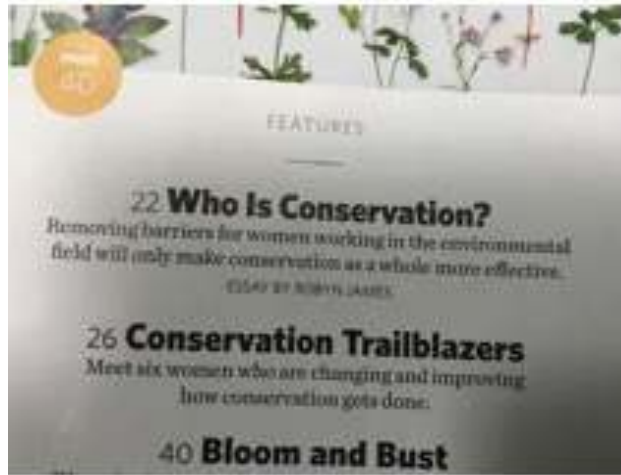 40
FEATURES
22 Who Is Conservation?
Removing barriers for women working in the environmental
field will only make conservation as a whole more effective.
ESSAY BY ROBYN JAMES
26 Conservation Trailblazers
Meet six women who are changing and improving
how conservation gets done.
40 Bloom and Bust